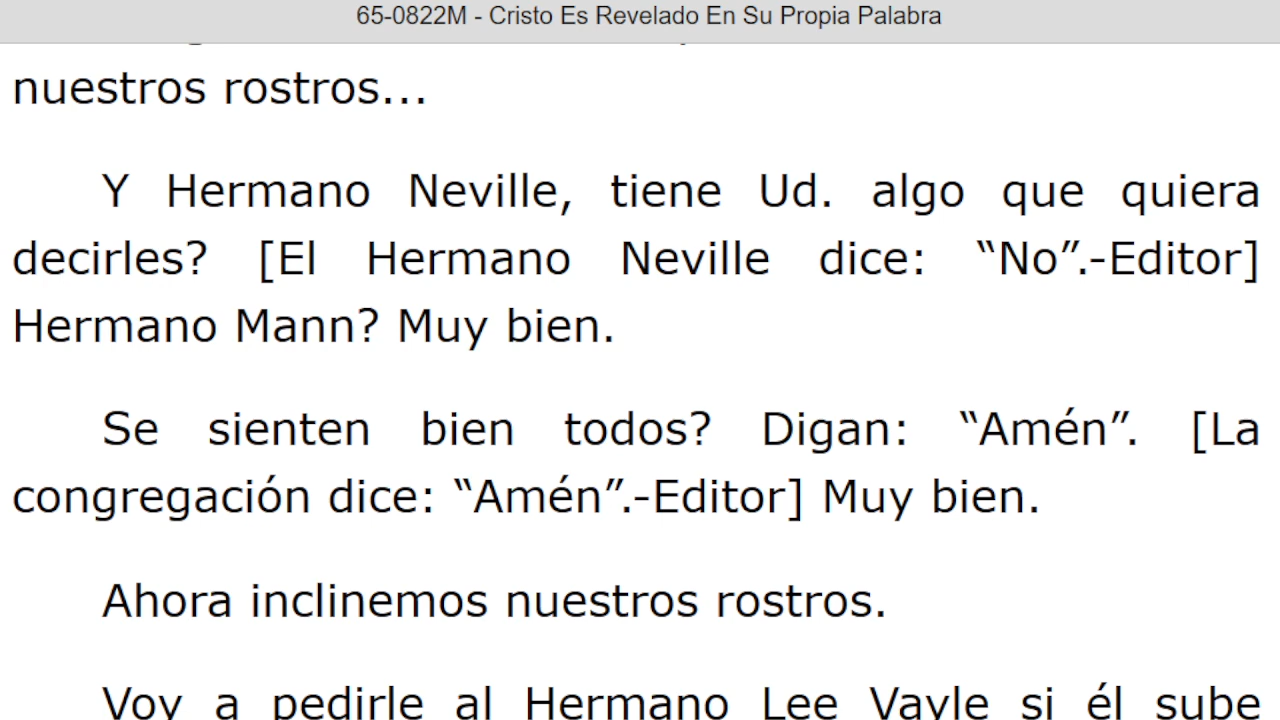 65-0822M - Cristo Es Revelado En Su Propia Palabra
nuestros rostros…
Y Hermano Neville, tiene Ud. algo que quiera
decirles? [El Hermano Neville dice: “No”.-Editor]
Hermano Mann? Muy bien.
Se sienten bien todos? Digan: “Amén”. [La
congregación dice: “Amén”.-Editor] Muy bien.
Ahora inclinemos nuestros rostros.
Voy a pedirle al Hermano Lee Vayle si él sube